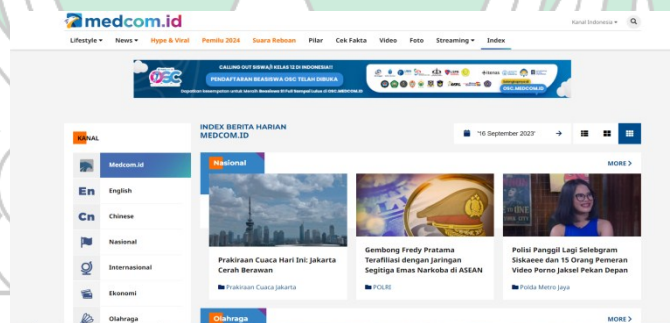 medcom.id
Kanal Indonesia
Lifestyle News Hype & Viral Pemilu 2024 Suara Reboan Pilar Cek Fakta Video Foto Streaming Index
OSC
CALLING OUT SISWA/I KELAS 12 DI INDONESIA!!
PENDAFTARAN BEASISWA OSC TELAH DIBUKA
OSC.MEDCOM.ID
KANAL
INDEX BERITA HARIAN
MEDCOM.ID
"16 September 2023"
Medcom.id
En English
Cn Chinese
Nasional
Internasional
Ekonomi
Olahraga
Nasional
MORE
Prakiraan Cuaca Hari Ini: Jakarta
Cerah Berawan
Prakiraan Cuaca Jakarta
Gembong Fredy Pratama
Terafiliasi dengan Jaringan
Segitiga Emas Narkoba di ASEAN
POLRI
Polisi Panggil Lagi Selebgram
Siskaeee dan 15 Orang Pemeran
Video Porno Jaksel Pekan Depan
Polda Metro Jaya
Olahraga
MORE